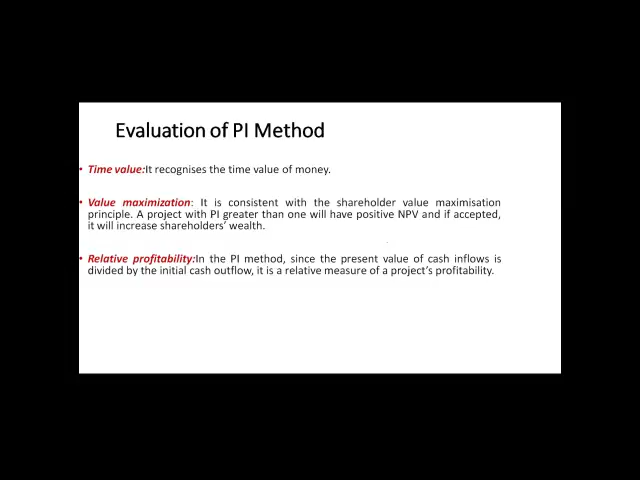 Evaluation of PI Method
• Time value:It recognises the time value of money.
• Value maximization: It is consistent with the shareholder value maximisation
principle. A project with PI greater than one will have positive NPV and if accepted,
it will increase shareholders’ wealth.
• Relative profitability:In the PI method, since the present value of cash inflows is
divided by the initial cash outflow, it is a relative measure of a project’s profitability.